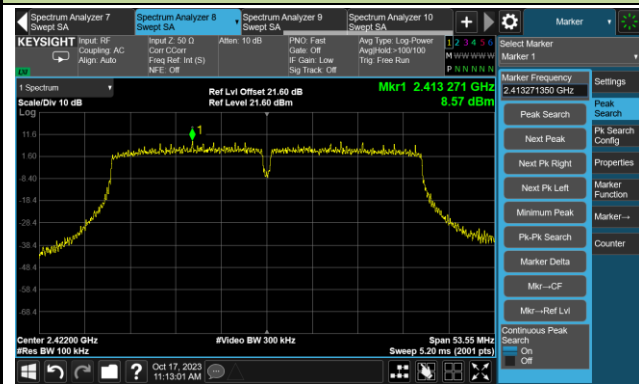 Spectrum Analyzer 7
Swept SA
Spectrum Analyzer 8
Swept SA
Spectrum Analyzer 9
Swept SA
Spectrum Analyzer 10
Swept SA
+
Marker
KEYSIGHT
Input: RF
Coupling: AC
Align: Auto
Input Z: 50 Ω
Corr CCorr
Freq Ref: Int (S)
NFE: Off
Atten: 10 dB
PNO: Fast
Gate: Off
IF Gain: Low
Sig Track: Off
Avg Type: Log-Power
Avg|Hold:>100/100
Trig: Free Run
1 2 3 4 5 6
M W W W W W
P N N N N N
LVI
Select Marker
Marker 1
1 Spectrum
Scale/Div 10 dB
Log
Ref Lvl Offset 21.60 dB
Ref Level 21.60 dBm
Mkr1 2.413 271 GHz
8.57 dBm
1
11.6
1.60
-8.40
-18.4
-28.4
-38.4
-48.4
-58.4
-68.4
Center 2.42200 GHz
#Res BW 100 kHz
#Video BW 300 kHz
Span 53.55 MHz
Sweep 5.20 ms (2001 pts)
Marker Frequency
2.413271350 GHz
Peak Search
Next Peak
Next Pk Right
Next Pk Left
Minimum Peak
Pk-Pk Search
Marker Delta
Mkr→CF
Mkr→Ref Lvl
Continuous Peak
Search
On
Off
Settings
Peak
Search
Pk Search
Config
Properties
Marker
Function
Marker→
Counter
?
Oct 17, 2023
11:13:01 AM